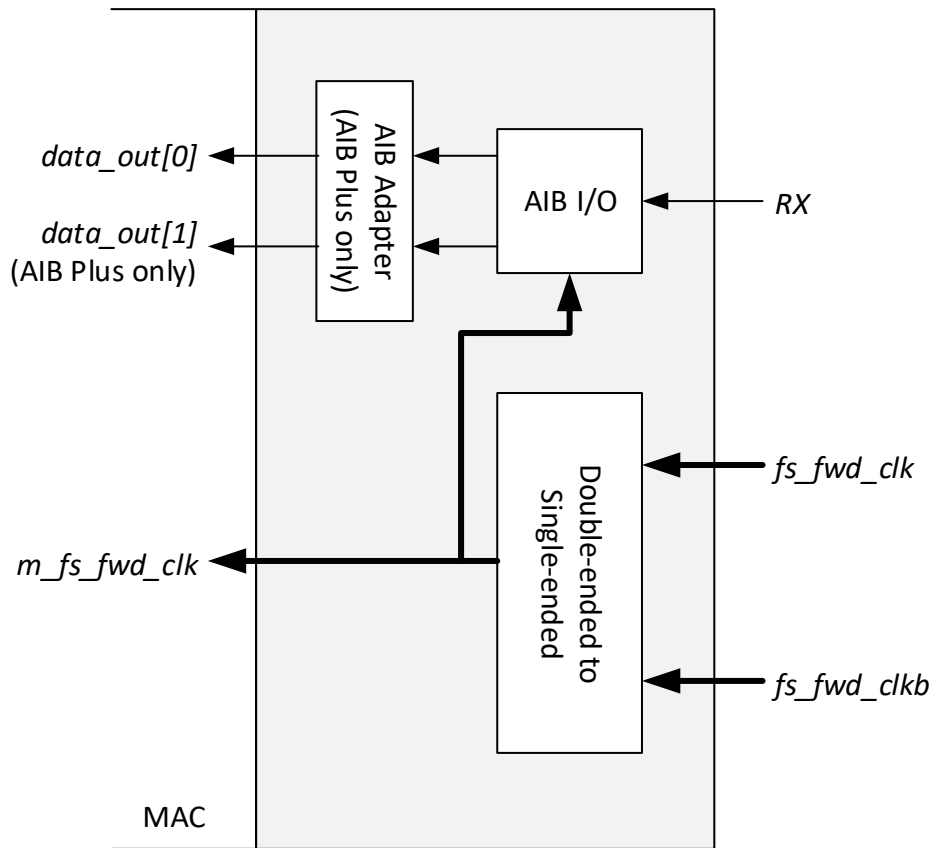 AIB Adapter
(AIB Plus only)
data_out[0]
AIB I/O
RX
data_out[1]
(AIB Plus only)
Double-ended to
Single-ended
fs_fwd_clk
m_fs_fwd_clk
fs_fwd_clkb
MAC